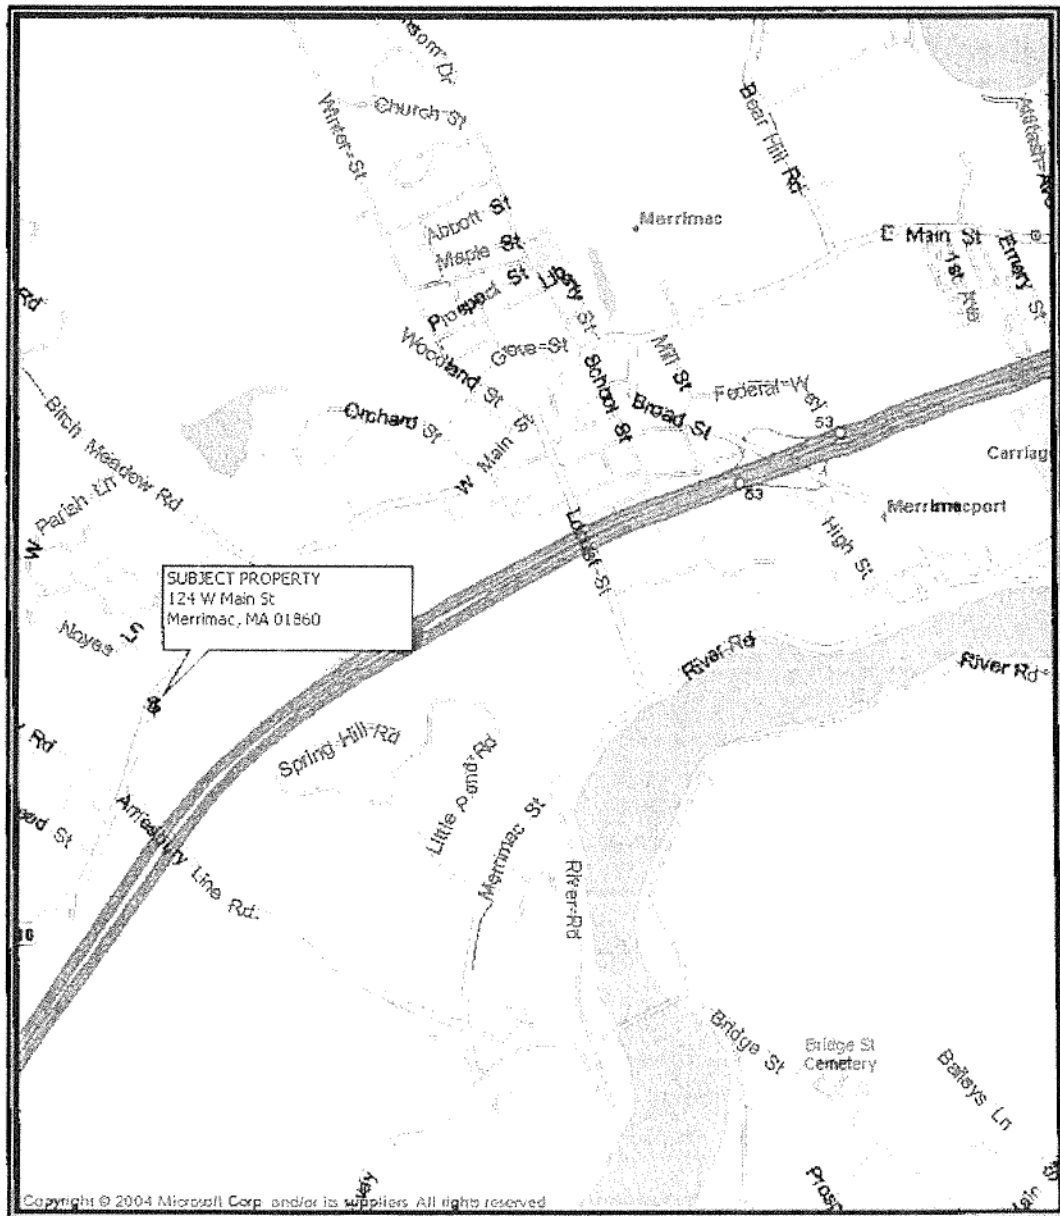 Church St
Winter St
Bear Hill Rd
Abbott St
Maple St
Merrimac
E Main St
1st Ave
Emery St
Rd
Prospect St
Liberty St
Woodland St
Grove St
School St
Mill St
Broad St
Federal Way
53
Orchard St
W Main St
Birch Meadow Rd
W Parish Ln
53
Merrimacport
High St
Locust St
SUBJECT PROPERTY
124 W Main St
Merrimac, MA 01860
Noyes Ln
River Rd
River Rd
Rd
Spring Hill Rd
Little Pond Rd
Merrimac St
St
Amesbury Line Rd
River Rd
Bridge St
Bridge St
Cemetery
Baileys Ln
Copyright © 2004 Microsoft Corp. and/or its suppliers. All rights reserved